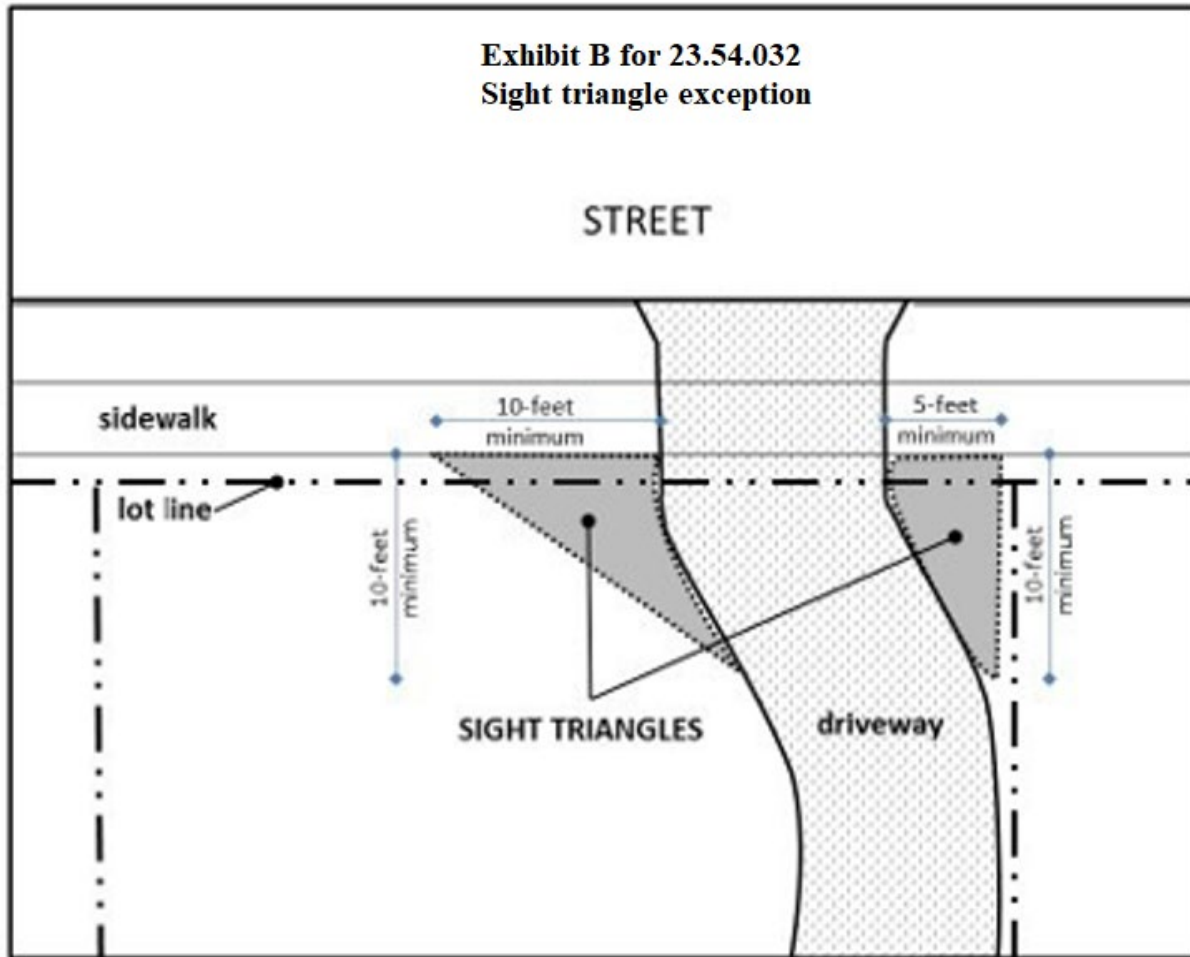 Exhibit B for 23.54.032
Sight triangle exception
STREET
sidewalk
10-feet
minimum
5-feet
minimum
lot line
10-feet
minimum
10-feet
minimum
SIGHT TRIANGLES
driveway